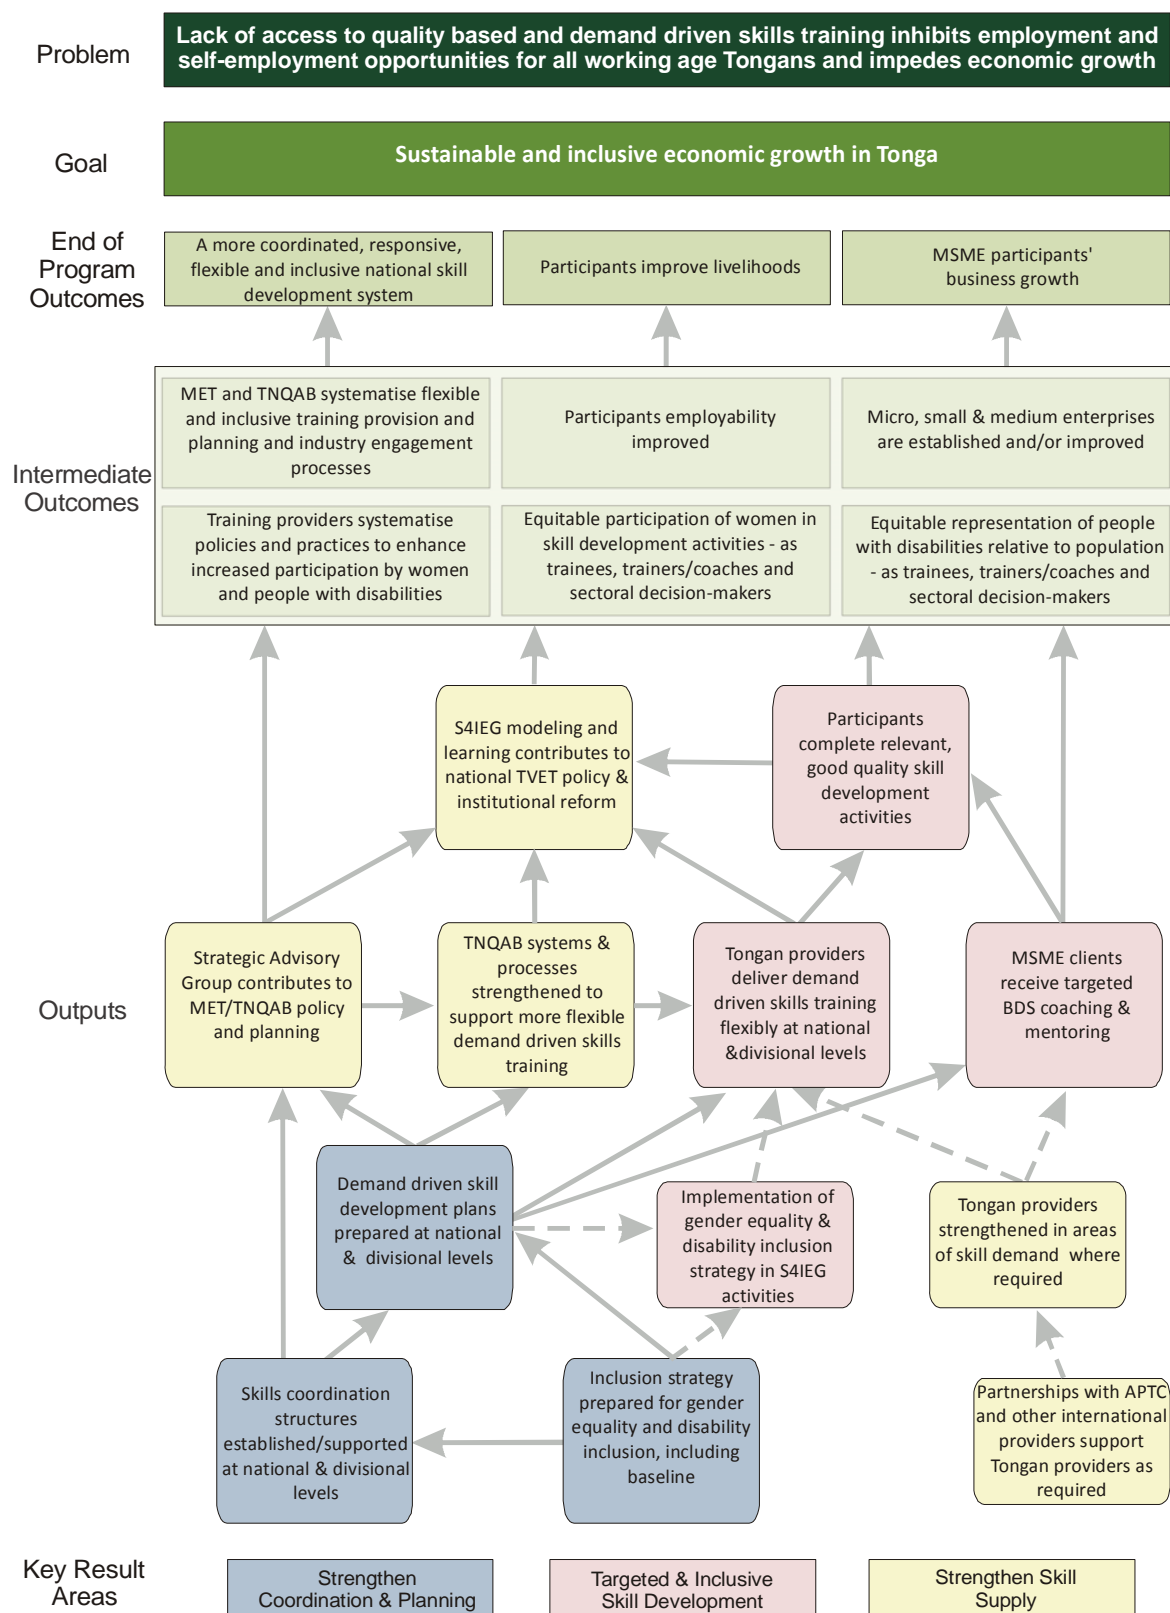 Problem
Lack of access to quality based and demand driven skills training inhibits employment and
self-employment opportunities for all working age Tongans and impedes economic growth
Goal
Sustainable and inclusive economic growth in Tonga
End of
Program
Outcomes
A more coordinated, responsive,
flexible and inclusive national skill
development system
Participants improve livelihoods
MSME participants'
business growth
Intermediate
Outcomes
MET and TNQAB systematise flexible
and inclusive training provision and
planning and industry engagement
processes
Participants employability
improved
Micro, small & medium enterprises
are established and/or improved
Training providers systematise
policies and practices to enhance
increased participation by women
and people with disabilities
Equitable participation of women in
skill development activities - as
trainees, trainers/coaches and
sectoral decision-makers
Equitable representation of people
with disabilities relative to population
- as trainees, trainers/coaches and
sectoral decision-makers
S4IEG modeling and
learning contributes to
national TVET policy &
institutional reform
Participants
complete relevant,
good quality skill
development
activities
Outputs
Strategic Advisory
Group contributes to
MET/TNQAB policy
and planning
TNQAB systems &
processes
strengthened to
support more flexible
demand driven skills
training
Tongan providers
deliver demand
driven skills training
flexibly at national
&divisional levels
MSME clients
receive targeted
BDS coaching &
mentoring
Demand driven skill
development plans
prepared at national
& divisional levels
Implementation of
gender equality &
disability inclusion
strategy in S4IEG
activities
Tongan providers
strengthened in areas
of skill demand where
required
Skills coordination
structures
established/supported
at national & divisional
levels
Inclusion strategy
prepared for gender
equality and disability
inclusion, including
baseline
Partnerships with APTC
and other international
providers support
Tongan providers as
required
Key Result
Areas
Strengthen
Coordination & Planning
Targeted & Inclusive
Skill Development
Strengthen Skill
Supply